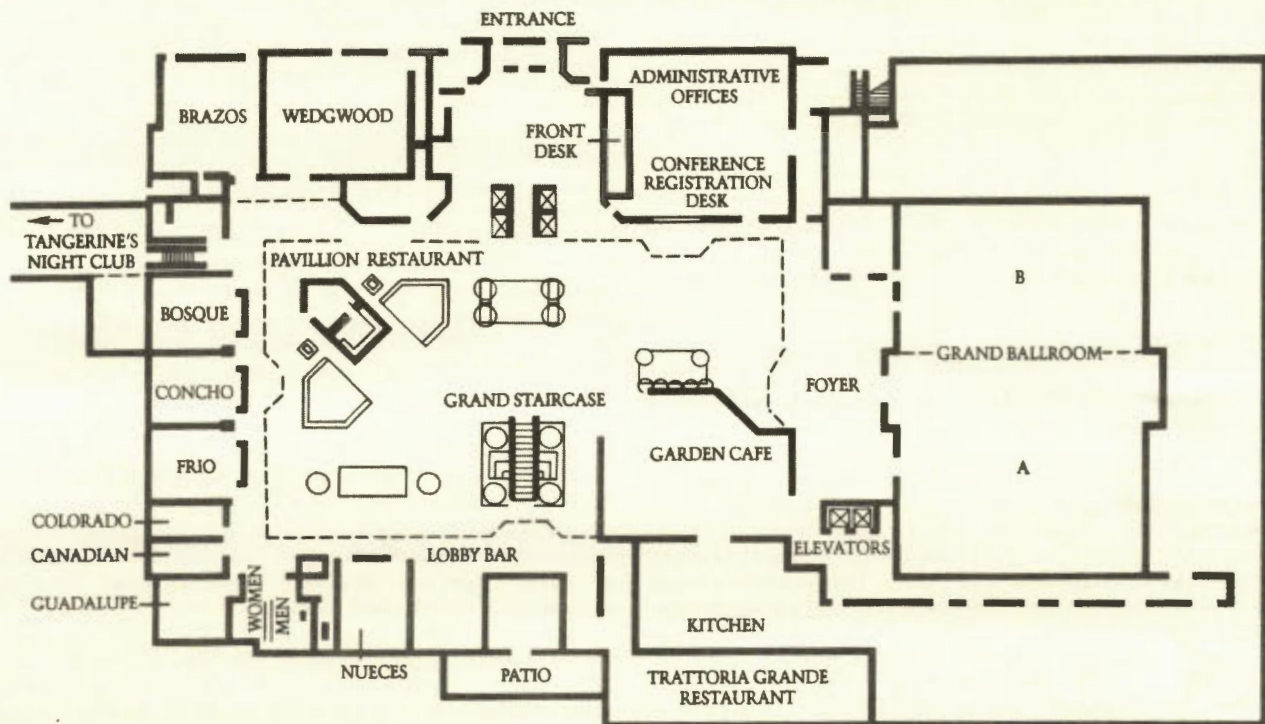 ENTRANCE
ADMINISTRATIVE
OFFICES
BRAZOS
WEDGWOOD
FRONT
DESK
CONFERENCE
REGISTRATION
DESK
TO
TANGERINE'S
NIGHT CLUB
PAVILLION RESTAURANT
BOSQUE
B
GRAND BALLROOM
CONCHO
GRAND STAIRCASE
FOYER
FRIO
GARDEN CAFE
A
COLORADO
CANADIAN
LOBBY BAR
ELEVATORS
GUADALUPE
WOMEN
MEN
KITCHEN
NUECES
PATIO
TRATTORIA GRANDE
RESTAURANT